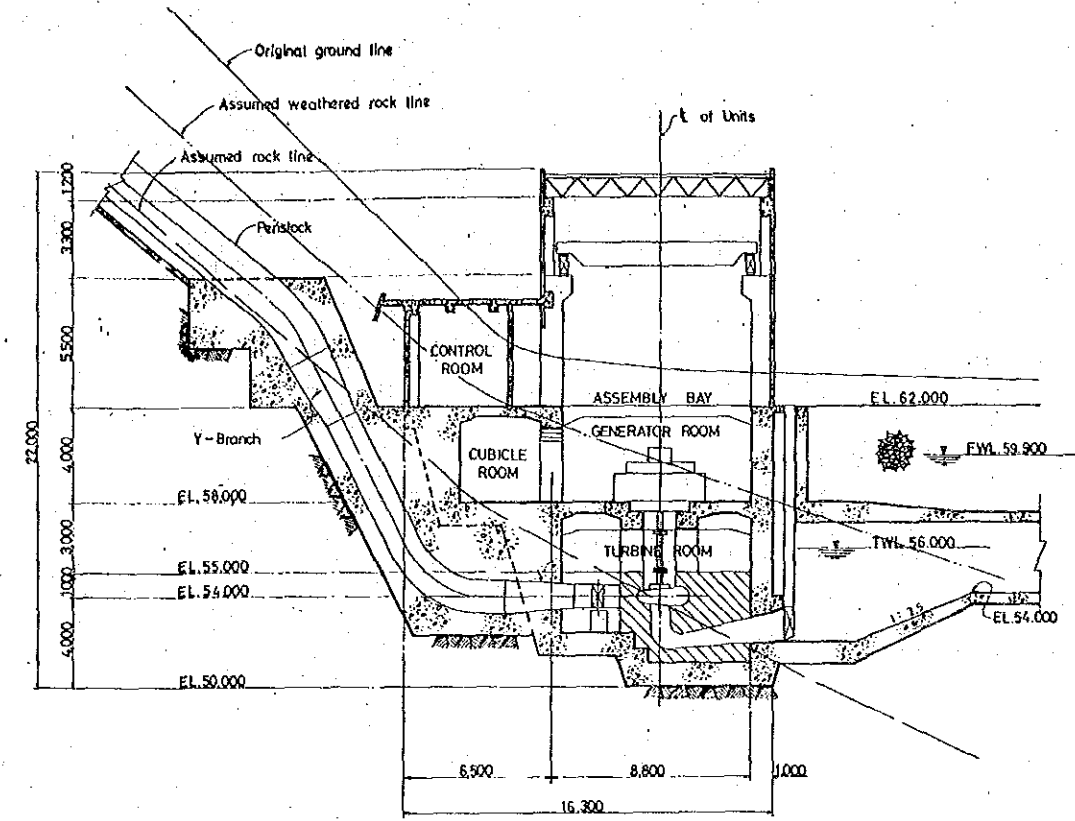 Original ground line
Assumed weathered rock line
℄ of Units
Assumed rock line
Penstock
1,200
3,300
5,500
22,000
4,000
3,000
1,000
4,000
CONTROL
ROOM
ASSEMBLY BAY
EL. 62.000
GENERATOR ROOM
Y-Branch
CUBICLE
ROOM
FWL. 59.900
EL. 58.000
TURBINE ROOM
TWL. 56.000
EL. 55.000
EL. 54.000
EL. 54.000
EL. 50.000
6,500
8,800
1,000
16,300